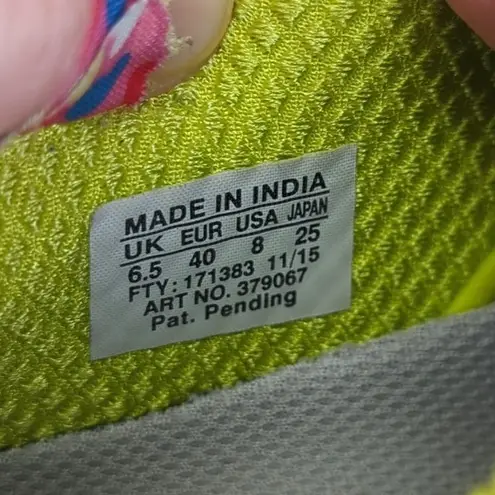 MADE IN INDIA
UK EUR USA JAPAN
6.5 40 8 25
FTY: 171383 11/15
ART NO. 379067
Pat. Pending